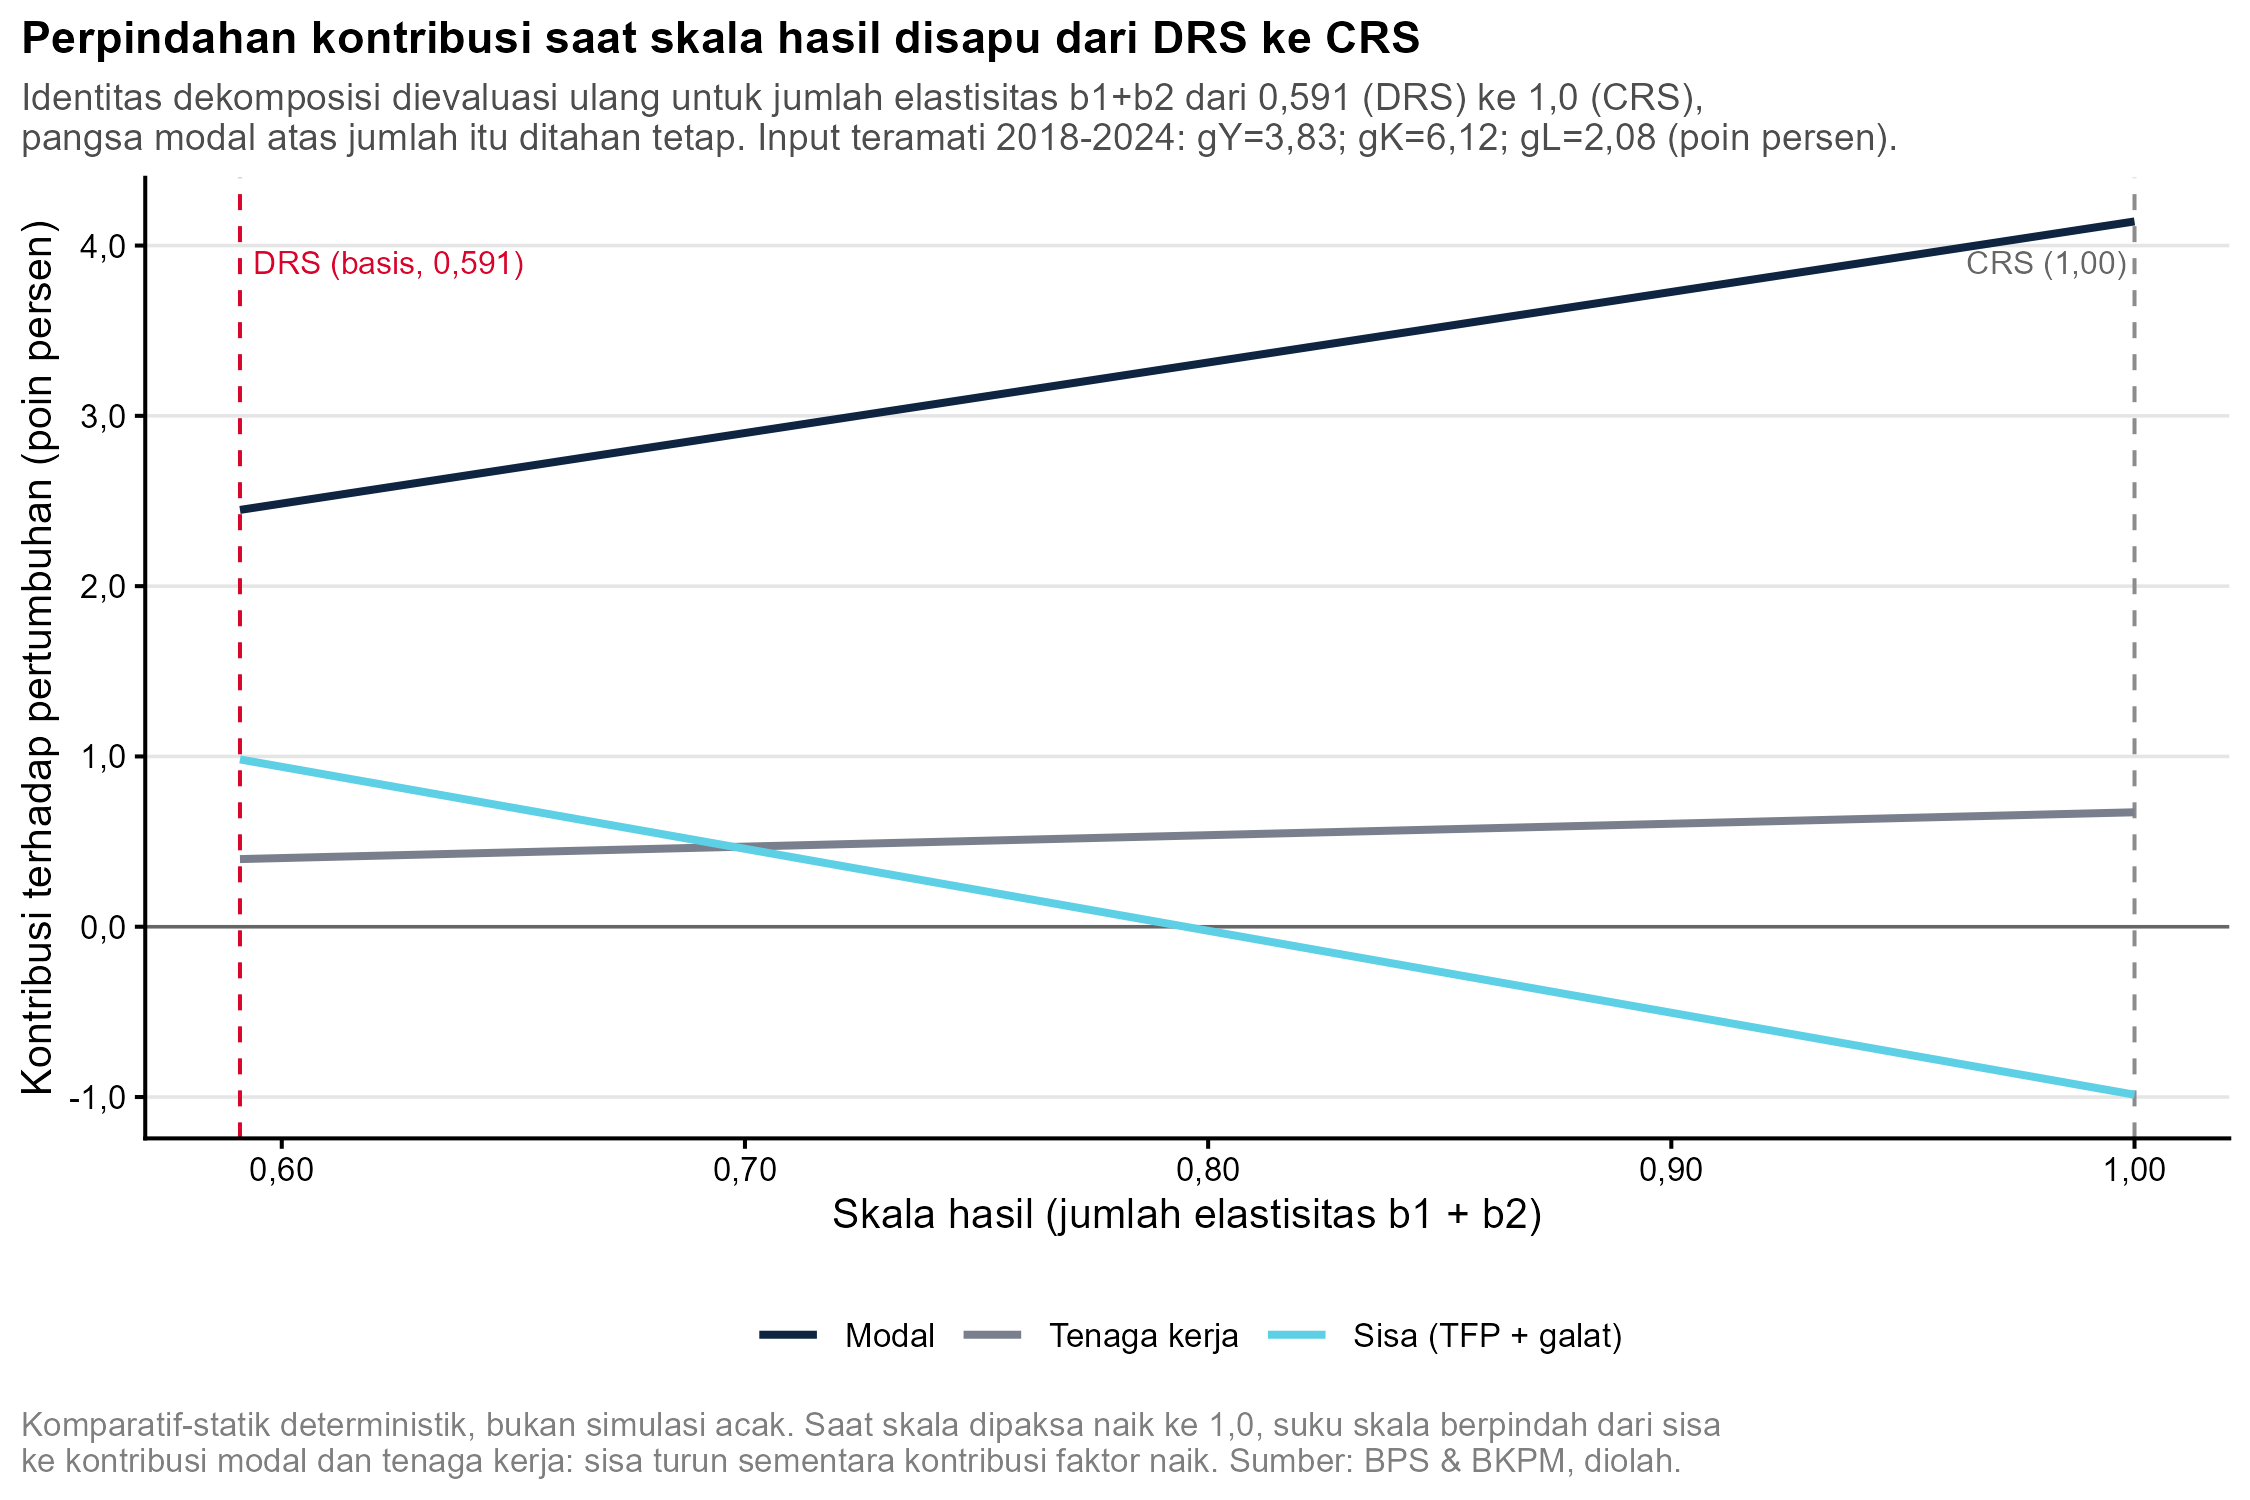 Perpindahan kontribusi saat skala hasil disapu dari DRS ke CRS
Identitas dekomposisi dievaluasi ulang untuk jumlah elastisitas b1+b2 dari 0,591 (DRS) ke 1,0 (CRS),
pangsa modal atas jumlah itu ditahan tetap. Input teramati 2018-2024: gY=3,83; gK=6,12; gL=2,08 (poin persen).
Kontribusi terhadap pertumbuhan (poin persen)
4,0
3,0
2,0
1,0
0,0
-1,0
DRS (basis, 0,591)
CRS (1,00)
0,60
0,70
0,80
0,90
1,00
Skala hasil (jumlah elastisitas b1 + b2)
Modal
Tenaga kerja
Sisa (TFP + galat)
Komparatif-statik deterministik, bukan simulasi acak. Saat skala dipaksa naik ke 1,0, suku skala berpindah dari sisa
ke kontribusi modal dan tenaga kerja: sisa turun sementara kontribusi faktor naik. Sumber: BPS & BKPM, diolah.